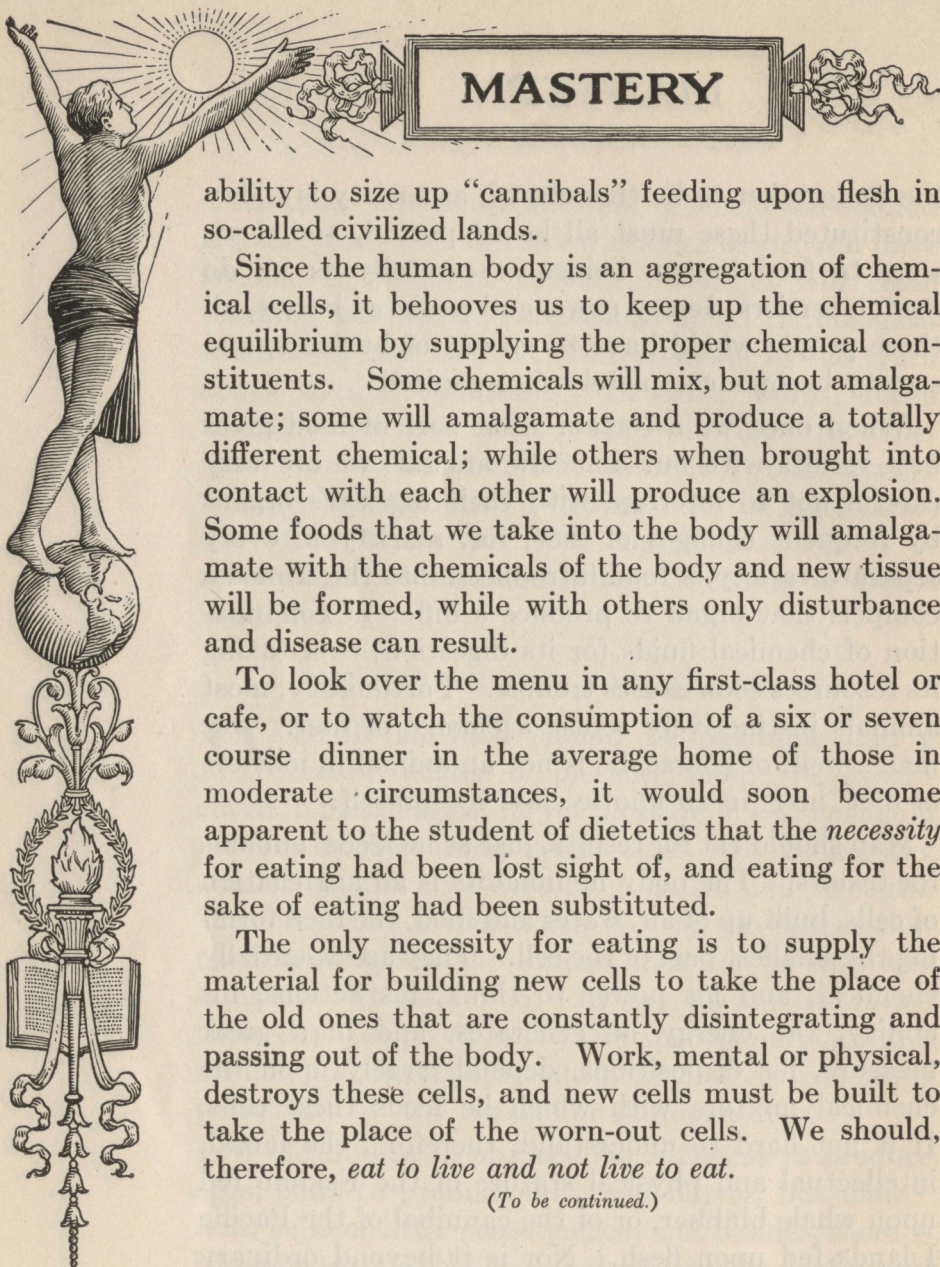 MASTERY
ability to size up “cannibals” feeding upon flesh in
so-called civilized lands.
Since the human body is an aggregation of chem-
ical cells, it behooves us to keep up the chemical
equilibrium by supplying the proper chemical con-
stituents. Some chemicals will mix, but not amalga-
mate; some will amalgamate and produce a totally
different chemical; while others when brought into
contact with each other will produce an explosion.
Some foods that we take into the body will amalga-
mate with the chemicals of the body and new tissue
will be formed, while with others only disturbance
and disease can result.
To look over the menu in any first-class hotel or
cafe, or to watch the consumption of a six or seven
course dinner in the average home of those in
moderate circumstances, it would soon become
apparent to the student of dietetics that the necessity
for eating had been lost sight of, and eating for the
sake of eating had been substituted.
The only necessity for eating is to supply the
material for building new cells to take the place of
the old ones that are constantly disintegrating and
passing out of the body. Work, mental or physical,
destroys these cells, and new cells must be built to
take the place of the worn-out cells. We should,
therefore, eat to live and not live to eat.
(To be continued.)